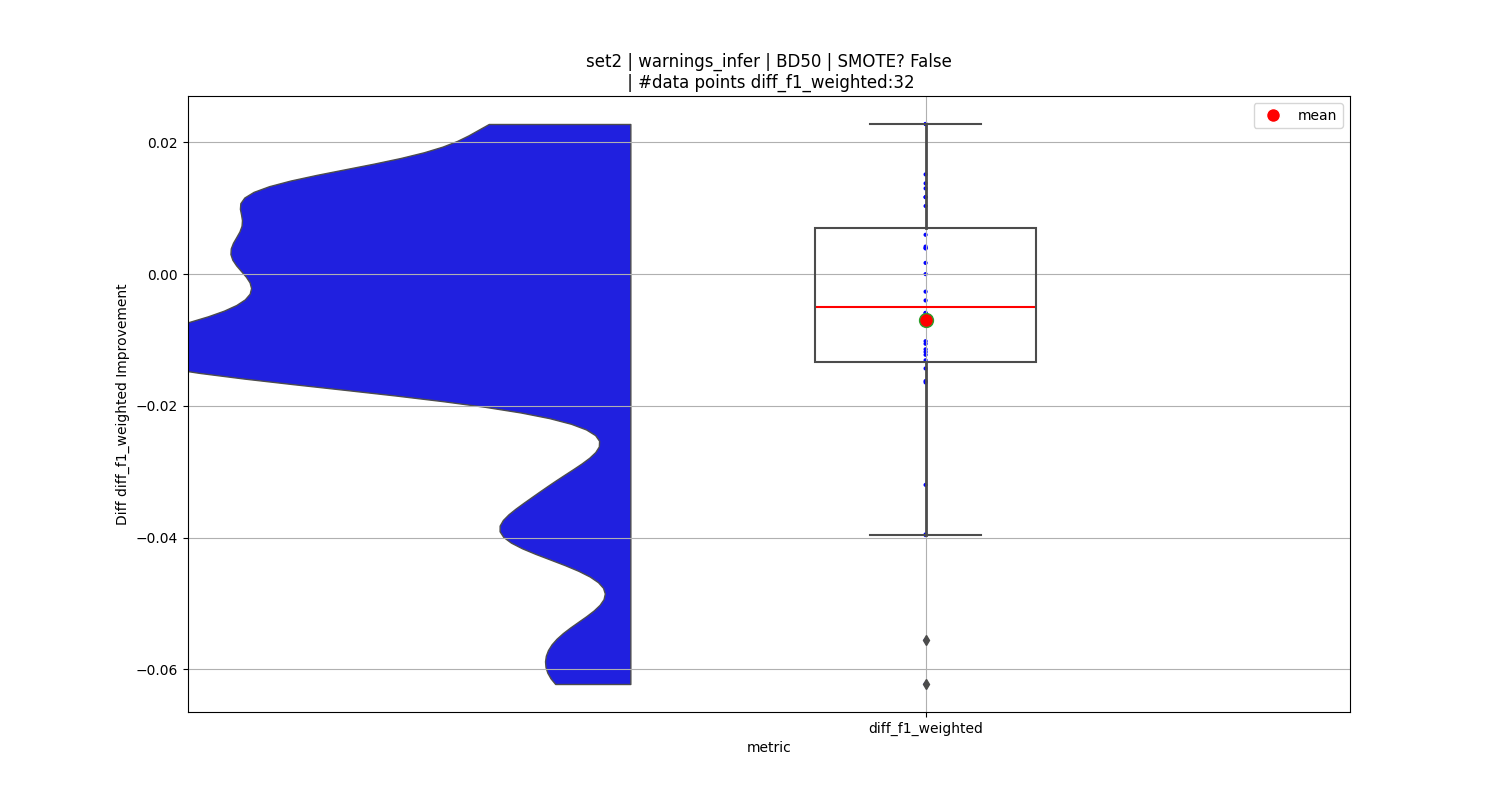 set2 | warnings_infer | BD50 | SMOTE? False
| #data points diff_f1_weighted:32
mean
0.02
0.00
−0.02
−0.04
−0.06
Diff diff_f1_weighted Improvement
diff_f1_weighted
metric